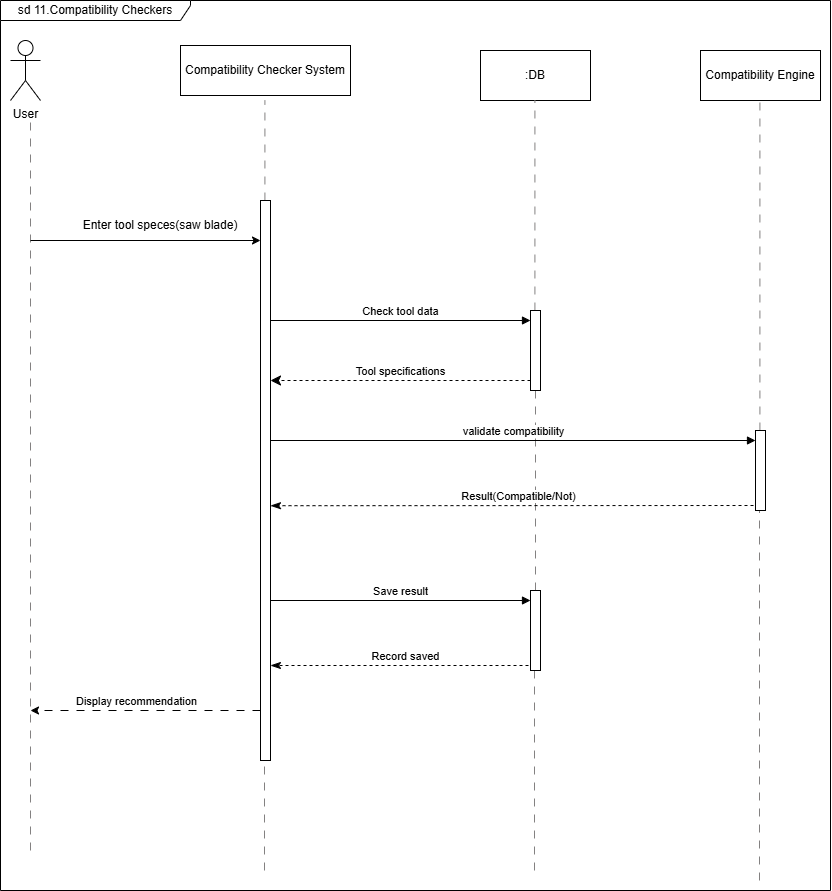 sd 11.Compatibility Checkers
User
Compatibility Checker System
:DB
Compatibility Engine
Enter tool speces(saw blade)
Check tool data
Tool specifications
validate compatibility
Result(Compatible/Not)
Save result
Record saved
Display recommendation